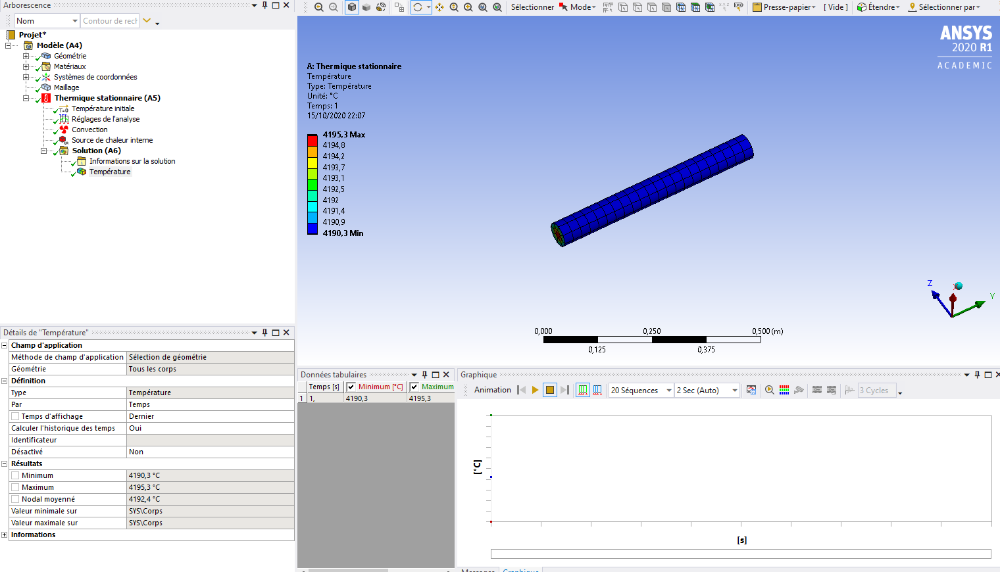 Arborescence
Nom
Contour de rech
Projet*
Modèle (A4)
Géométrie
Matériaux
Systèmes de coordonnées
Maillage
Thermique stationnaire (A5)
T=0 Température initiale
Réglages de l'analyse
Convection
Source de chaleur interne
Solution (A6)
Informations sur la solution
Température
Détails de "Température"
Champ d'application
Méthode de champ d'application Sélection de géométrie
Géométrie Tous les corps
Définition
Type Température
Par Temps
Temps d'affichage Dernier
Calculer l'historique des temps Oui
Identificateur
Désactivé Non
Résultats
Minimum 4190,3 °C
Maximum 4195,3 °C
Nodal moyenné 4192,4 °C
Valeur minimale sur SYS\Corps
Valeur maximale sur SYS\Corps
Informations
Sélectionner Mode Presse-papier [ Vide ] Étendre Sélectionner par
ANSYS
2020 R1
ACADEMIC
A: Thermique stationnaire
Température
Type: Température
Unité: °C
Temps: 1
15/10/2020 22:07
4195,3 Max
4194,8
4194,2
4193,7
4193,1
4192,5
4192
4191,4
4190,9
4190,3 Min
Z
Y
0,000 0,250 0,500 (m)
0,125 0,375
Données tabulaires
Temps [s] Minimum [°C] Maximum
1 1, 4190,3 4195,3
Graphique
Animation 20 Séquences 2 Sec (Auto) 3 Cycles
[°C]
[s]
Messages Graphique